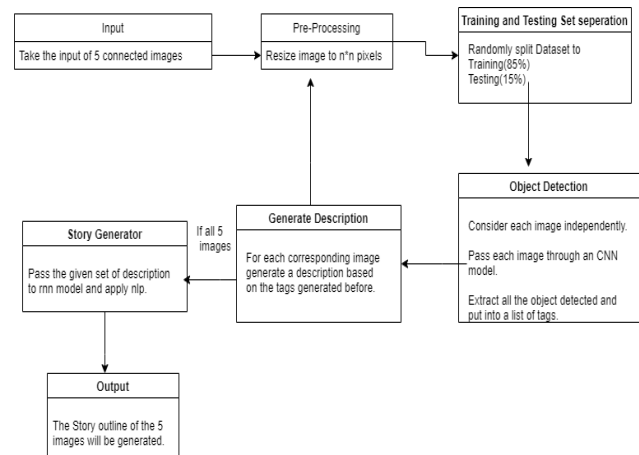 Input
Take the input of 5 connected images
Pre-Processing
Resize image to n*n pixels
Training and Testing Set seperation
Randomly split Dataset to
Training(85%)
Testing(15%)
Object Detection
Consider each image independently.
Pass each image through an CNN
model.
Extract all the object detected and
put into a list of tags.
Generate Description
For each corresponding image
generate a description based
on the tags generated before.
If all 5
images
Story Generator
Pass the given set of description
to rnn model and apply nlp.
Output
The Story outline of the 5
images will be generated.